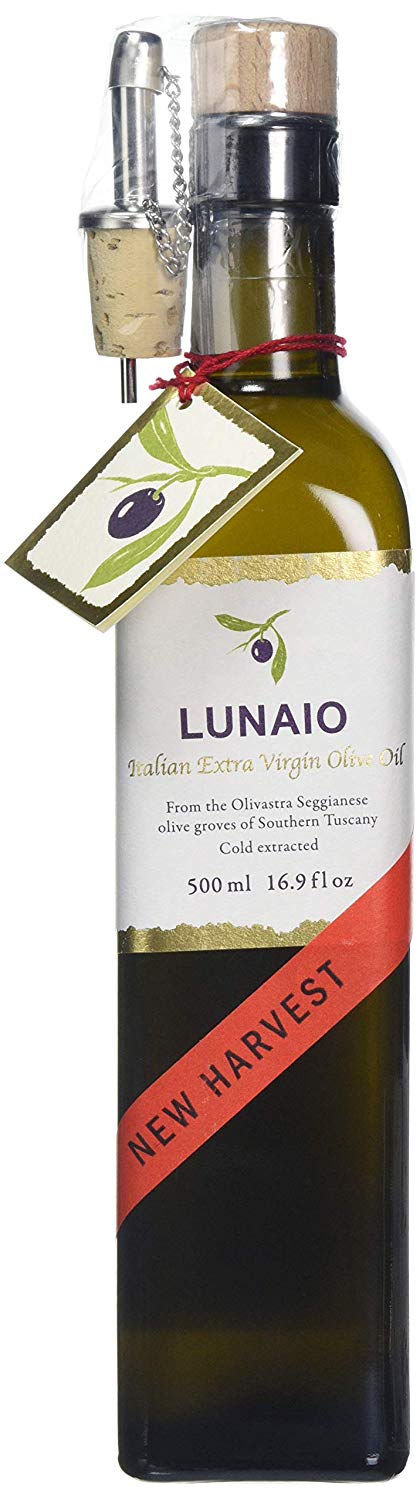 LUNAIO
Italian Extra Virgin Olive Oil
From the Olivastra Seggianese
olive groves of Southern Tuscany
Cold extracted
500 ml 16.9 fl oz
NEW HARVEST